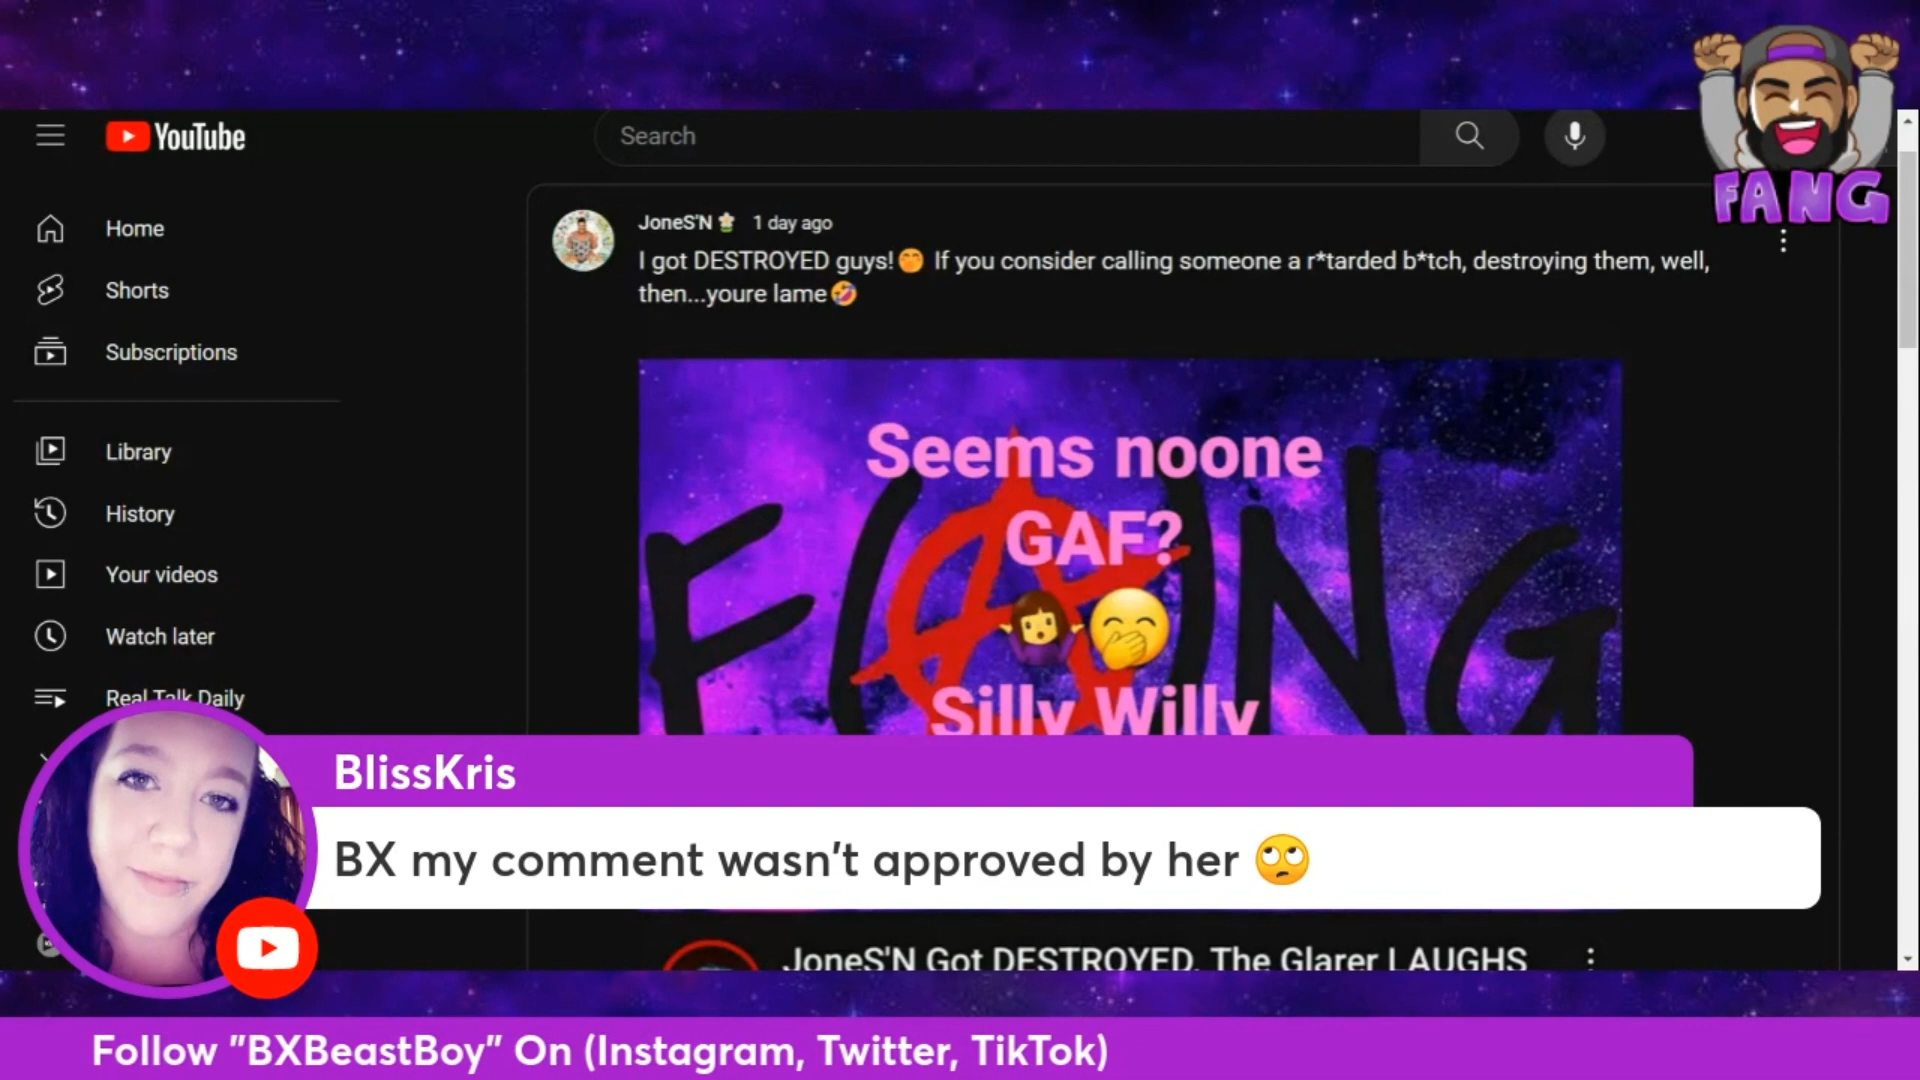 YouTube
Search
FANG
Home
Shorts
Subscriptions
Library
History
Your videos
Watch later
Real Talk Daily
JoneS'N 1 day ago
I got DESTROYED guys!🤭 If you consider calling someone a r*tarded b*tch, destroying them, well,
then...youre lame🤣
Seems noone
GAF?
🤷‍♀️🤭
Silly Willy
FANG
BlissKris
BX my comment wasn't approved by her 🙄
JoneS'N Got DESTROYED. The Glarer LAUGHS
Follow "BXBeastBoy" On (Instagram, Twitter, TikTok)